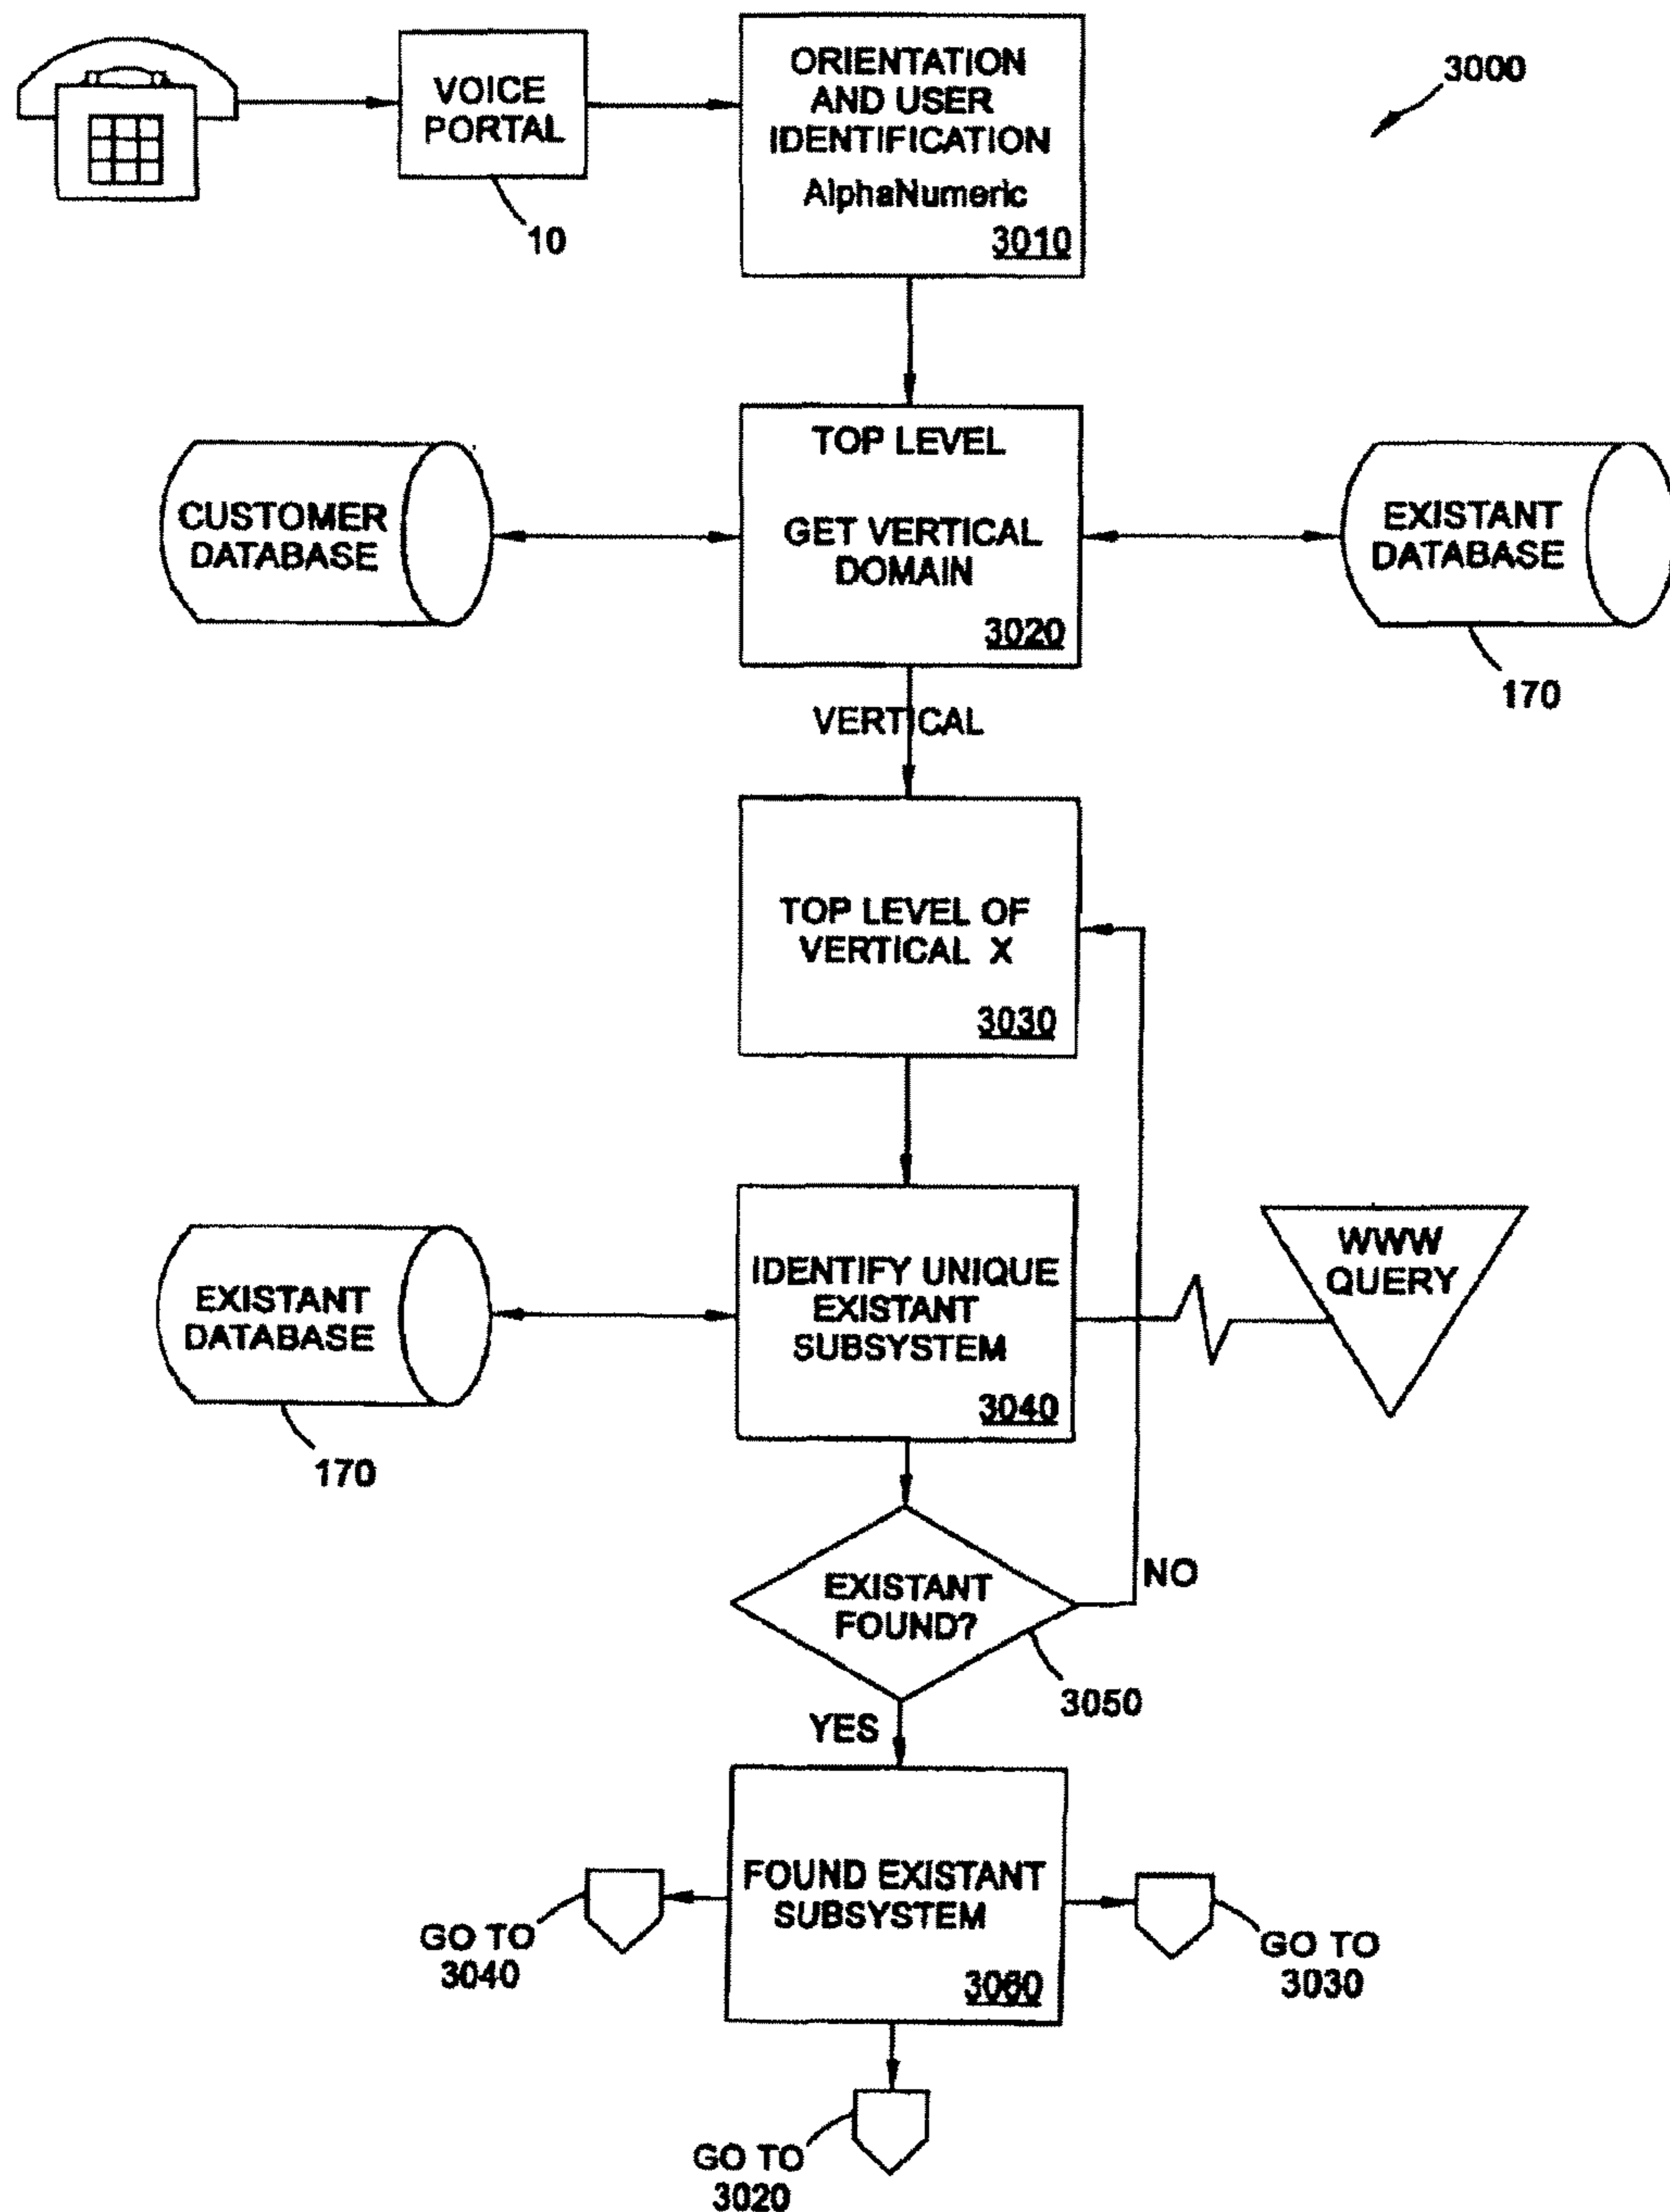 VOICE
PORTAL
10
ORIENTATION
AND USER
IDENTIFICATION
AlphaNumeric
3010
3000
CUSTOMER
DATABASE
TOP LEVEL
GET VERTICAL
DOMAIN
3020
EXISTANT
DATABASE
170
VERTICAL
TOP LEVEL OF
VERTICAL X
3030
EXISTANT
DATABASE
170
IDENTIFY UNIQUE
EXISTANT
SUBSYSTEM
3040
WWW
QUERY
EXISTANT
FOUND?
NO
3050
YES
FOUND EXISTANT
SUBSYSTEM
3060
GO TO
3040
GO TO
3030
GO TO
3020